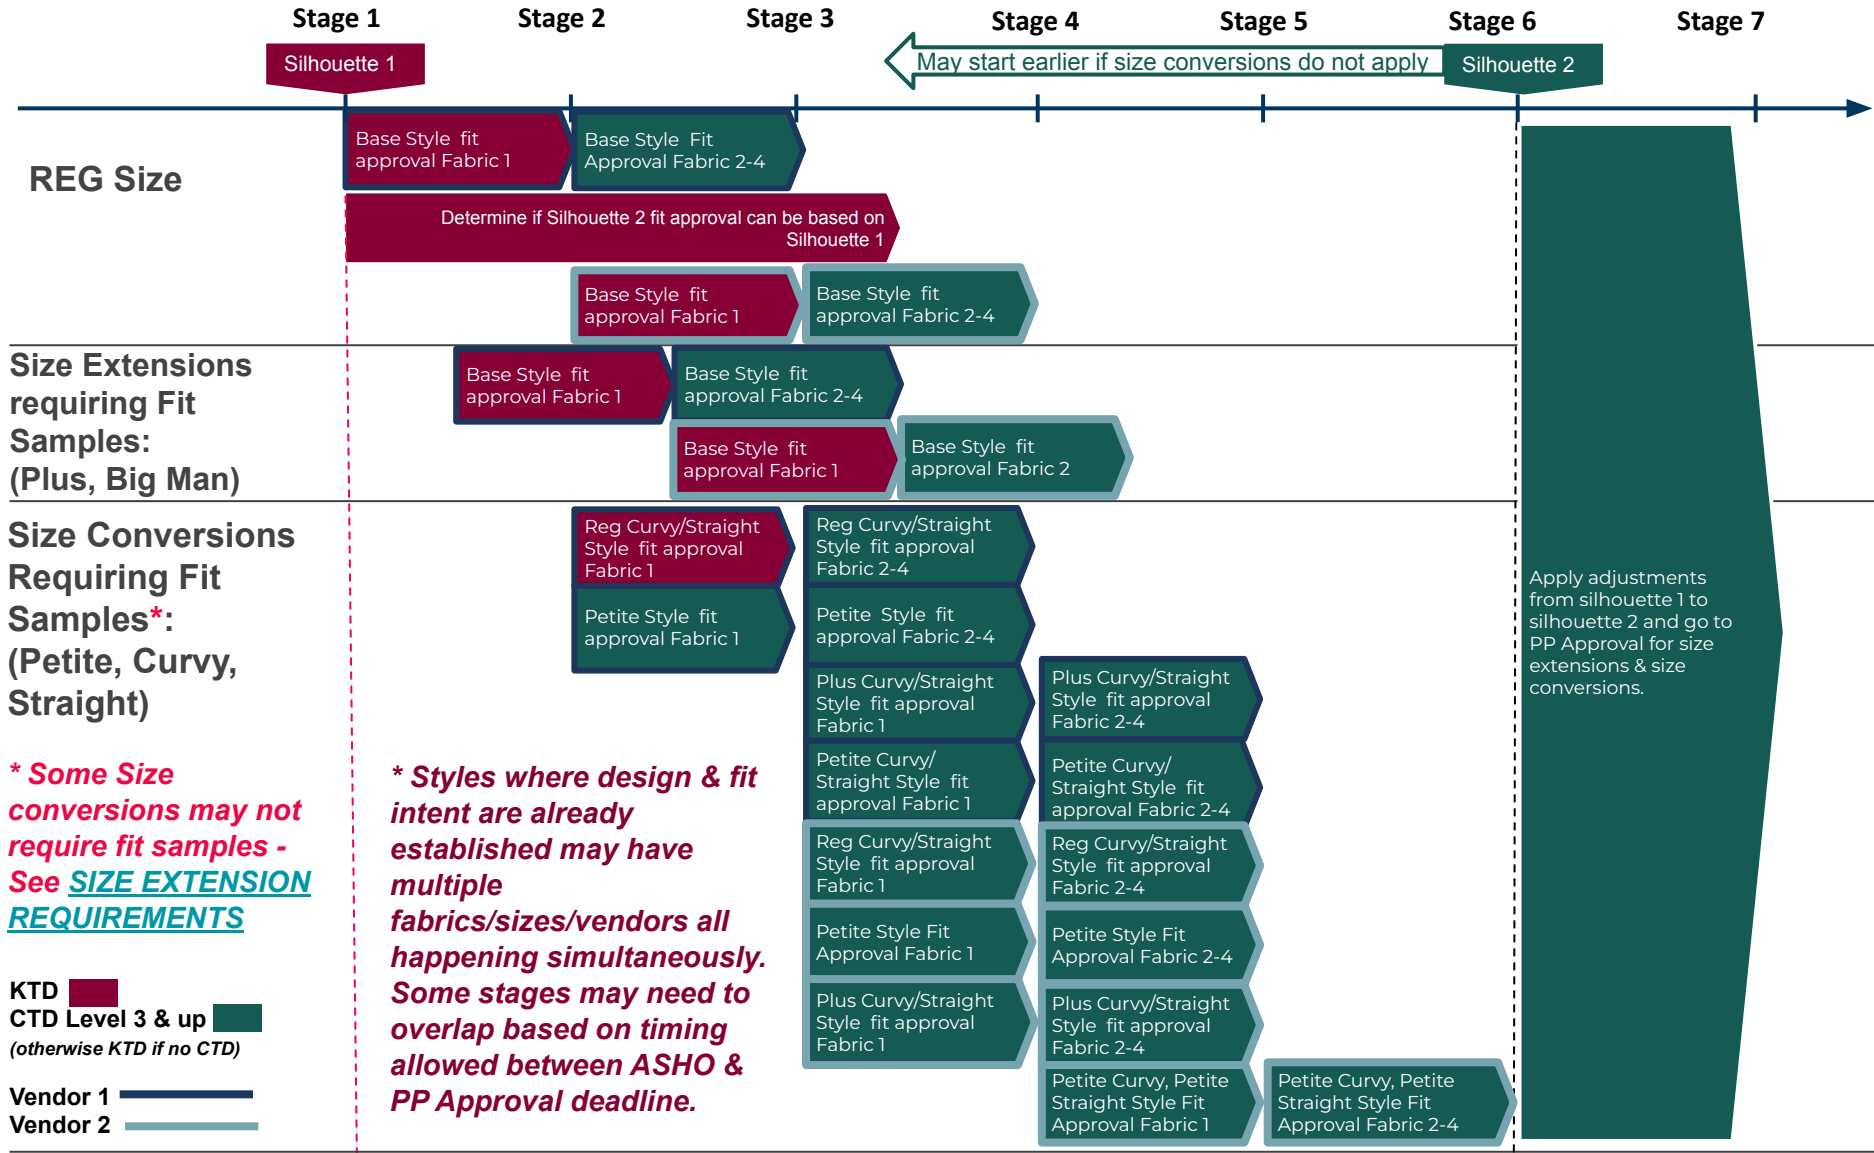 Stage 1
Stage 2
Stage 3
Stage 4
Stage 5
Stage 6
Stage 7
Silhouette 1
May start earlier if size conversions do not apply
Silhouette 2
REG Size
Base Style fit
approval Fabric 1
Base Style Fit
Approval Fabric 2-4
Determine if Silhouette 2 fit approval can be based on
Silhouette 1
Base Style fit
approval Fabric 1
Base Style fit
approval Fabric 2-4
Size Extensions
requiring Fit
Samples:
(Plus, Big Man)
Base Style fit
approval Fabric 1
Base Style fit
approval Fabric 2-4
Base Style fit
approval Fabric 1
Base Style fit
approval Fabric 2
Size Conversions
Requiring Fit
Samples*:
(Petite, Curvy,
Straight)
Reg Curvy/Straight
Style fit approval
Fabric 1
Reg Curvy/Straight
Style fit approval
Fabric 2-4
Petite Style fit
approval Fabric 1
Petite Style fit
approval Fabric 2-4
Plus Curvy/Straight
Style fit approval
Fabric 1
Plus Curvy/Straight
Style fit approval
Fabric 2-4
Petite Curvy/
Straight Style fit
approval Fabric 1
Petite Curvy/
Straight Style fit
approval Fabric 2-4
Reg Curvy/Straight
Style fit approval
Fabric 1
Reg Curvy/Straight
Style fit approval
Fabric 2-4
Petite Style Fit
Approval Fabric 1
Petite Style Fit
Approval Fabric 2-4
Plus Curvy/Straight
Style fit approval
Fabric 1
Plus Curvy/Straight
Style fit approval
Fabric 2-4
Petite Curvy, Petite
Straight Style Fit
Approval Fabric 1
Petite Curvy, Petite
Straight Style Fit
Approval Fabric 2-4
Apply adjustments
from silhouette 1 to
silhouette 2 and go to
PP Approval for size
extensions & size
conversions.
* Some Size
conversions may not
require fit samples -
See SIZE EXTENSION
REQUIREMENTS
* Styles where design & fit
intent are already
established may have
multiple
fabrics/sizes/vendors all
happening simultaneously.
Some stages may need to
overlap based on timing
allowed between ASHO &
PP Approval deadline.
KTD
CTD Level 3 & up
(otherwise KTD if no CTD)
Vendor 1
Vendor 2